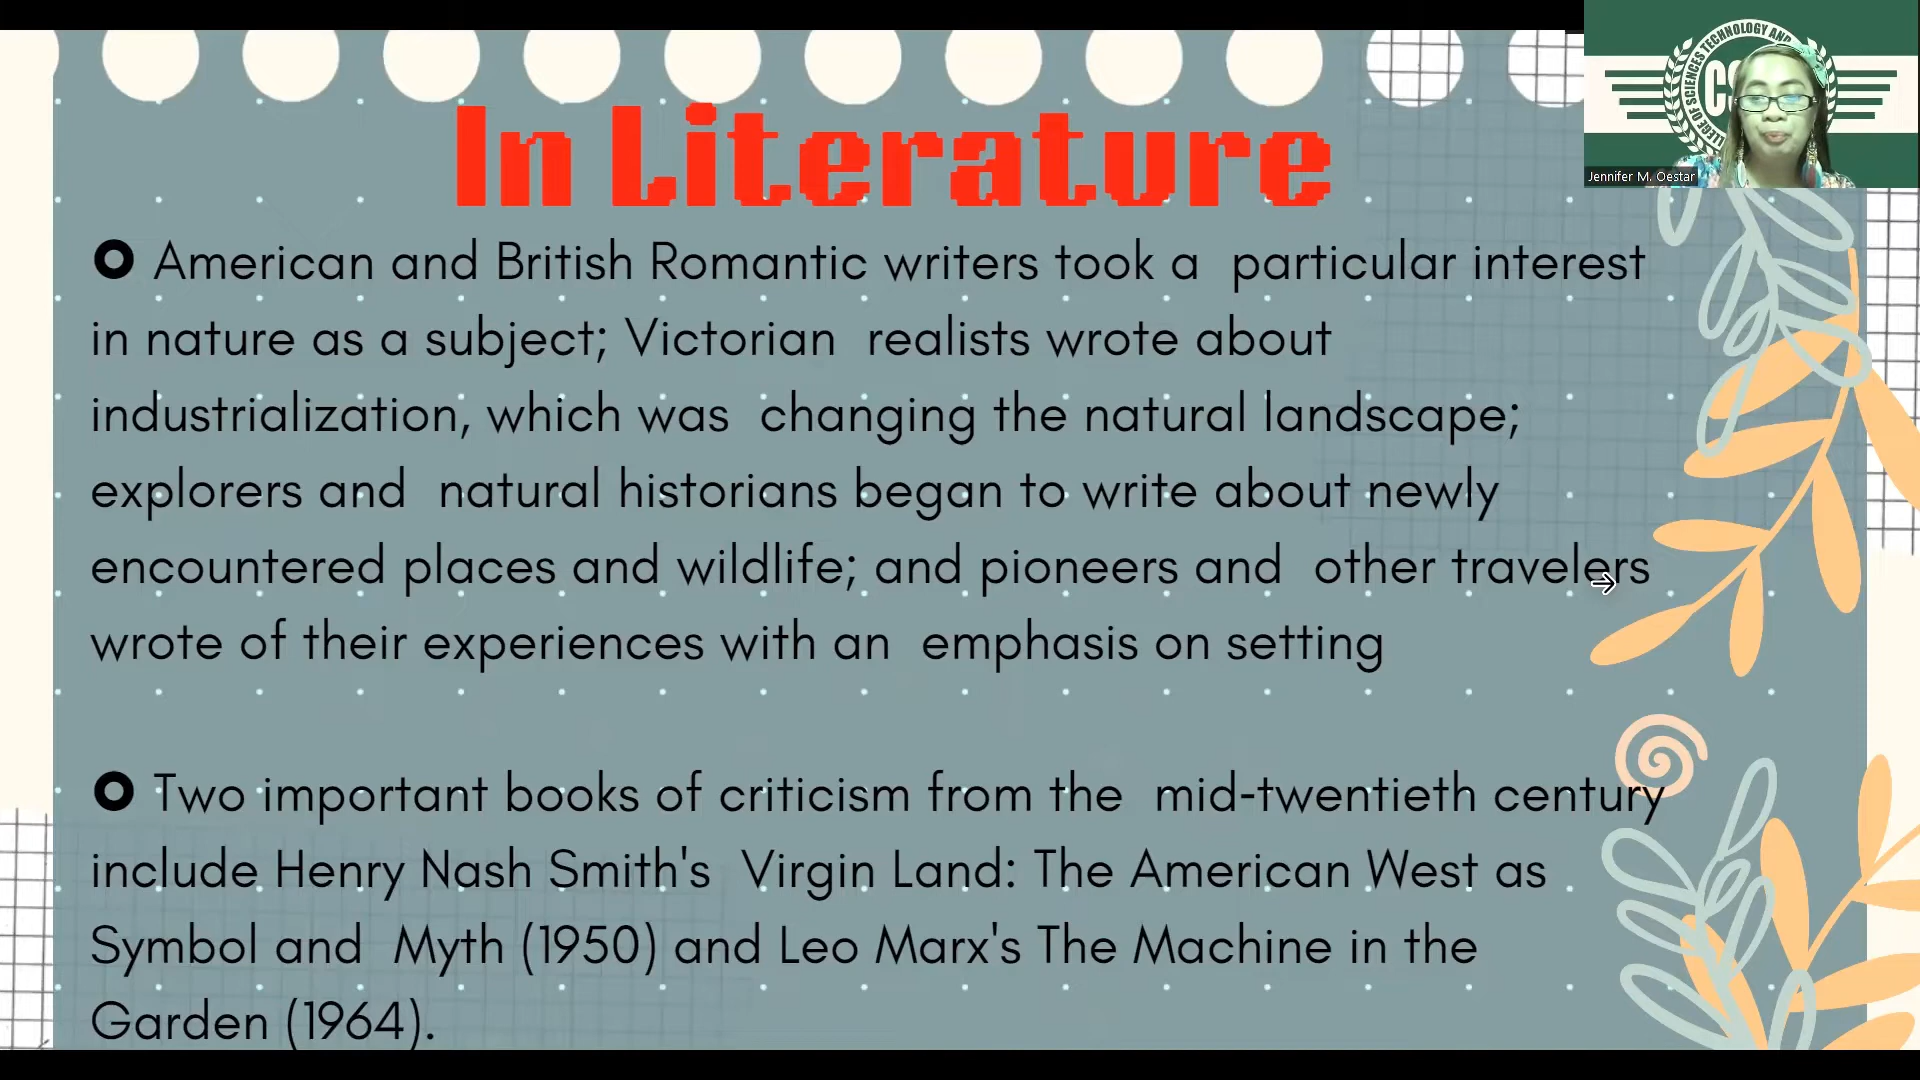 In Literature
American and British Romantic writers took a particular interest
in nature as a subject; Victorian realists wrote about
industrialization, which was changing the natural landscape;
explorers and natural historians began to write about newly
encountered places and wildlife; and pioneers and other travelers
wrote of their experiences with an emphasis on setting
Two important books of criticism from the mid-twentieth century
include Henry Nash Smith's Virgin Land: The American West as
Symbol and Myth (1950) and Leo Marx's The Machine in the
Garden (1964).
OF SCIENCES TECHNOLOGY AND
Jennifer M. Oestar